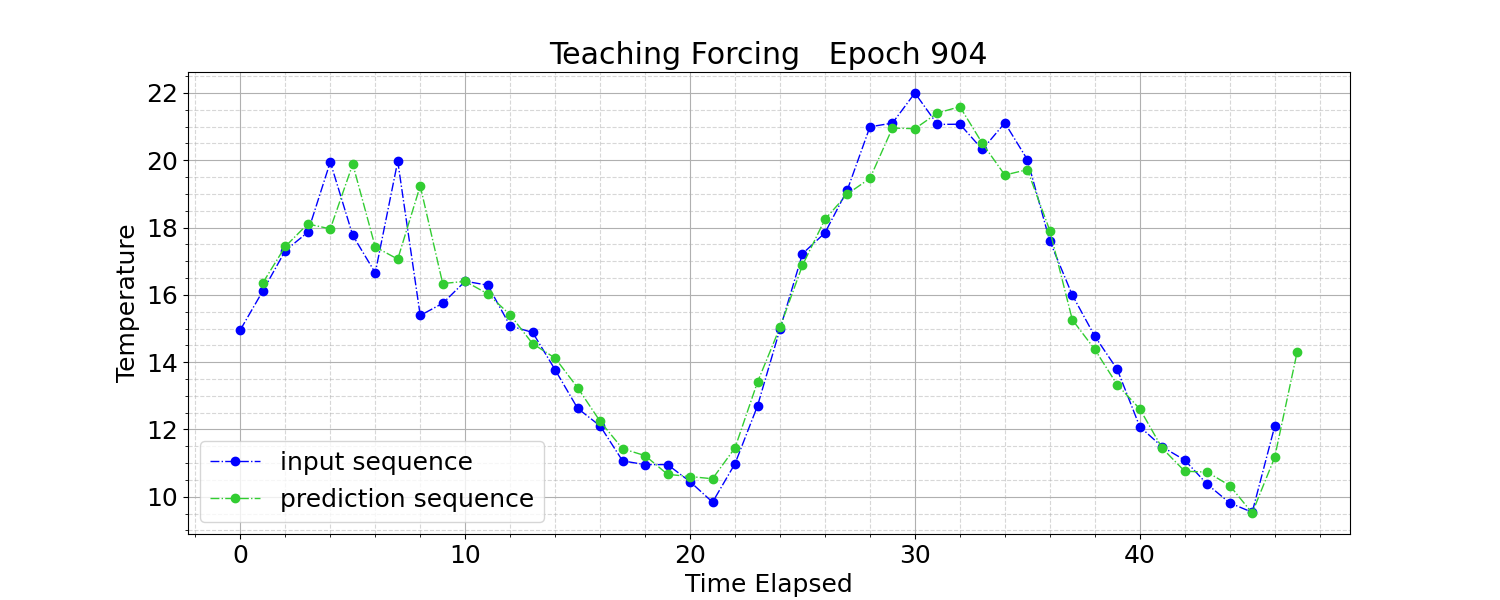 Teaching Forcing   Epoch 904
22
20
18
16
14
12
10
Temperature
input sequence
prediction sequence
0 10 20 30 40
Time Elapsed